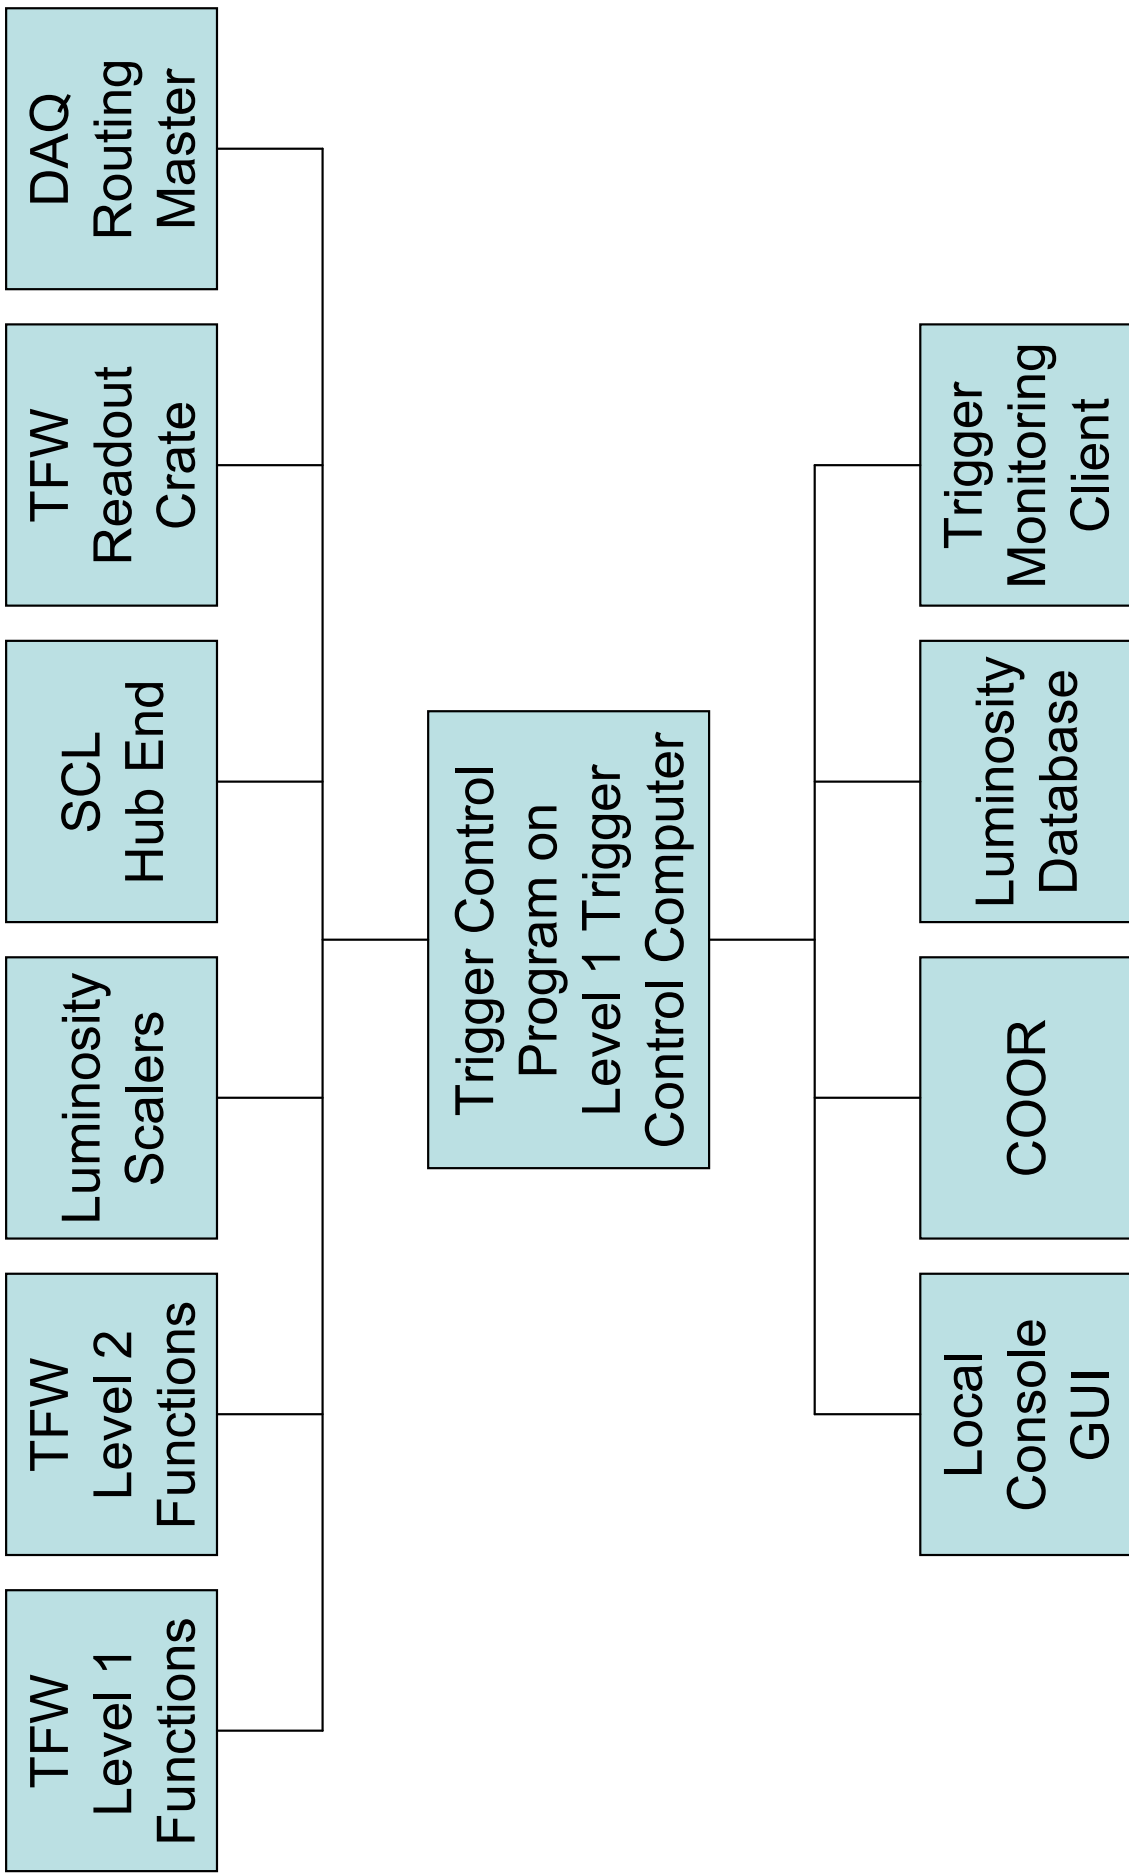 TFW
Level 1
Functions
TFW
Level 2
Functions
Luminosity
Scalers
SCL
Hub End
TFW
Readout
Crate
DAQ
Routing
Master
Trigger Control
Program on
Level 1 Trigger
Control Computer
Local
Console
GUI
COOR
Luminosity
Database
Trigger
Monitoring
Client